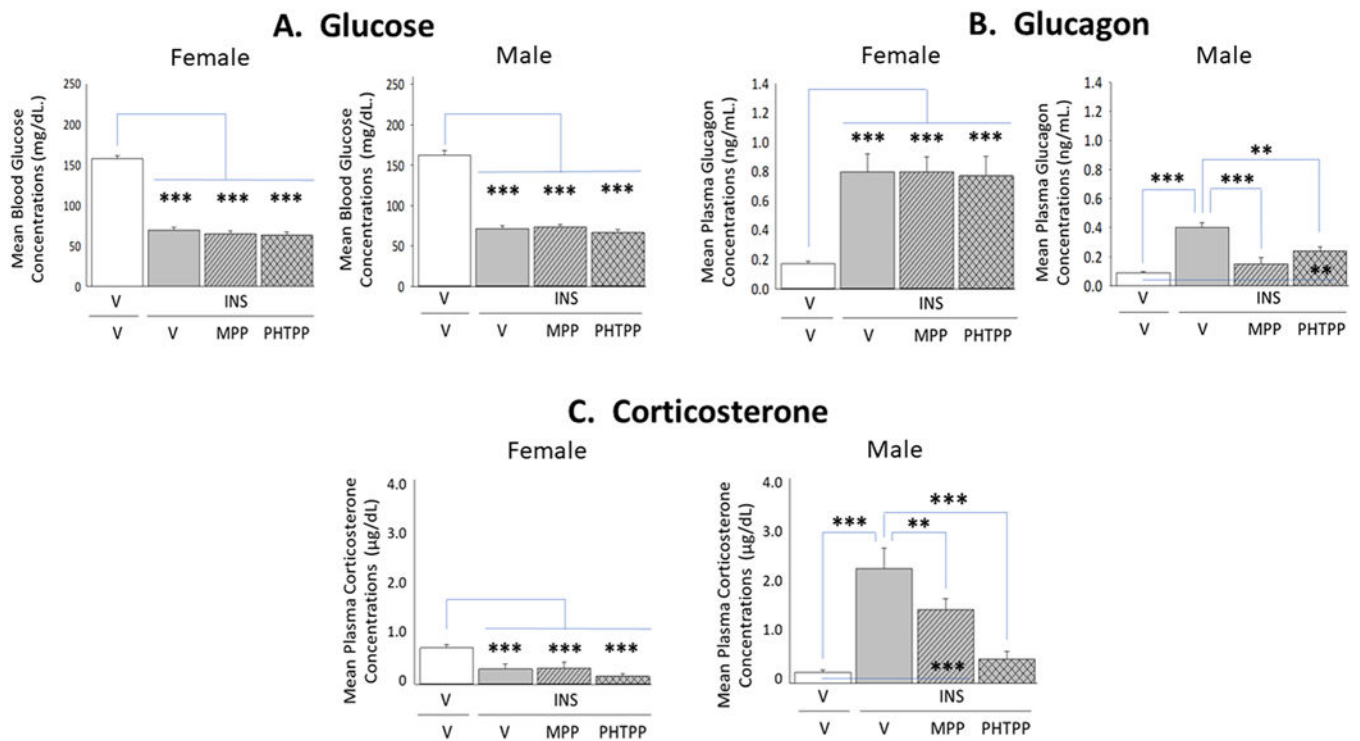 A. Glucose
Female
Mean Blood Glucose
Concentrations (mg/dL.)
250
200
150
100
50
0
*** *** ***
V INS
V V MPP PHTPP
Male
Mean Blood Glucose
Concentrations (mg/dL.)
250
200
150
100
50
0
*** *** ***
V INS
V V MPP PHTPP
B. Glucagon
Female
Mean Plasma Glucagon
Concentrations (ng/mL.)
1.4
1.2
1.0
0.8
0.6
0.4
0.2
0.0
*** *** ***
V INS
V V MPP PHTPP
Male
Mean Plasma Glucagon
Concentrations (ng/mL.)
1.4
1.2
1.0
0.8
0.6
0.4
0.2
0.0
**
*** ***
**
V INS
V V MPP PHTPP
C. Corticosterone
Female
Mean Plasma Corticosterone
Concentrations (µg/dL)
4.0
3.0
2.0
1.0
0
*** *** ***
V INS
V V MPP PHTPP
Male
Mean Plasma Corticosterone
Concentrations (µg/dL)
4.0
3.0
2.0
1.0
0
***
*** **
***
V INS
V V MPP PHTPP